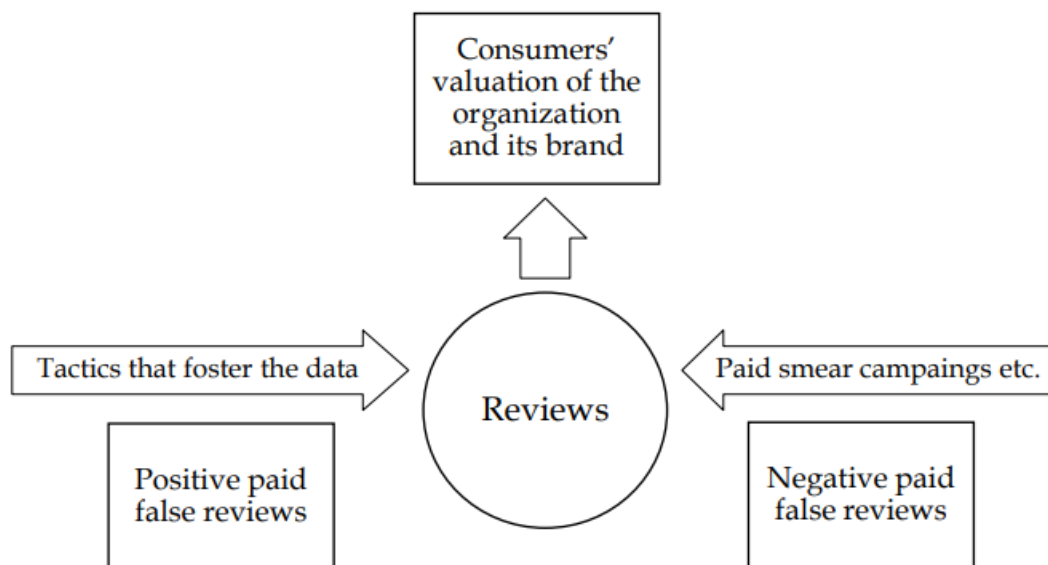 Consumers’
valuation of the
organization
and its brand
Tactics that foster the data
Reviews
Paid smear campaings etc.
Positive paid
false reviews
Negative paid
false reviews